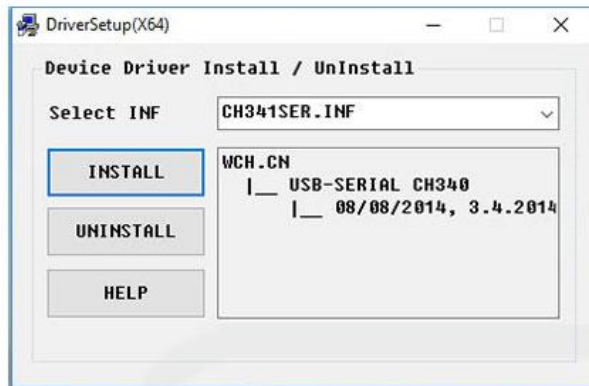 DriverSetup(X64)
Device Driver Install / UnInstall
Select INF
CH341SER.INF
INSTALL
UNINSTALL
HELP
WCH.CN
|__ USB-SERIAL CH340
|__ 08/08/2014, 3.4.2014